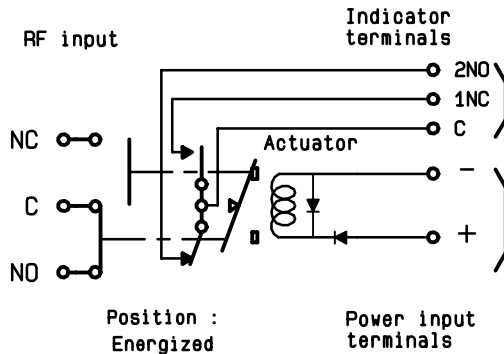 RF input
Indicator
terminals
2NO
1NC
C
Actuator
NC
C
NO
-
+
Position :
Energized
Power input
terminals